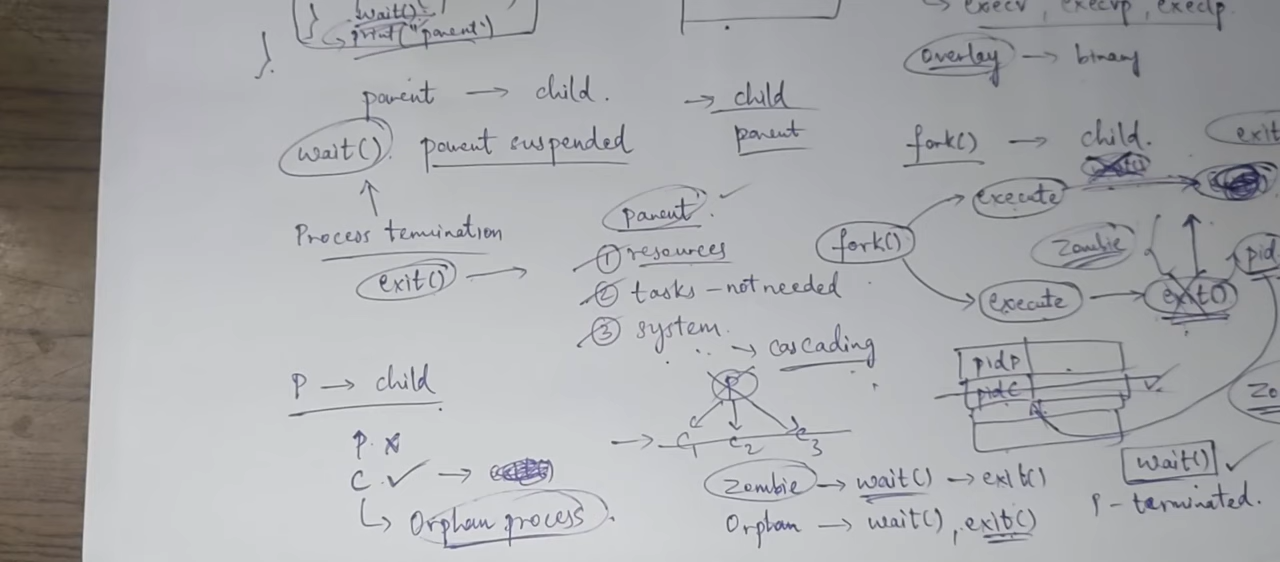 } wait();
print("parent")
}.
parent → child.
wait(). parent suspended
↑
Process termination
exit() →
P → child
P. ×
C. ✓ →
↳ Orphan process.
→ child
parent
parent. ✓
① resources
② tasks - not needed
③ system.
→ cascading
P
→ C1 C2 C3
Zombie → wait() → exit()
Orphan → wait(), exit()
→ execv, execvp, execlp.
overlay → binary
fork() → child.
exit
execute →
fork()
Zombie
pid
execute → exit()
pidP
pidC ✓
Zo
wait() ✓
P - terminated.